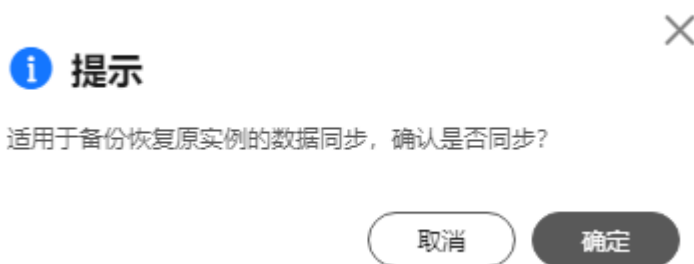 提示
适用于备份恢复原实例的数据同步，确认是否同步？
取消
确定